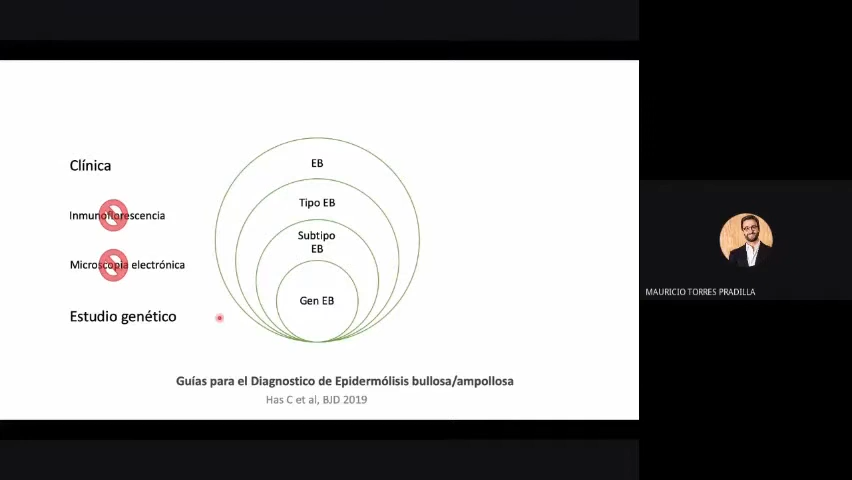 Clínica
Inmunoflorescencia
Microscopia electrónica
Estudio genético
EB
Tipo EB
Subtipo
EB
Gen EB
Guías para el Diagnostico de Epidermólisis bullosa/ampollosa
Has C et al, BJD 2019
MAURICIO TORRES PRADILLA